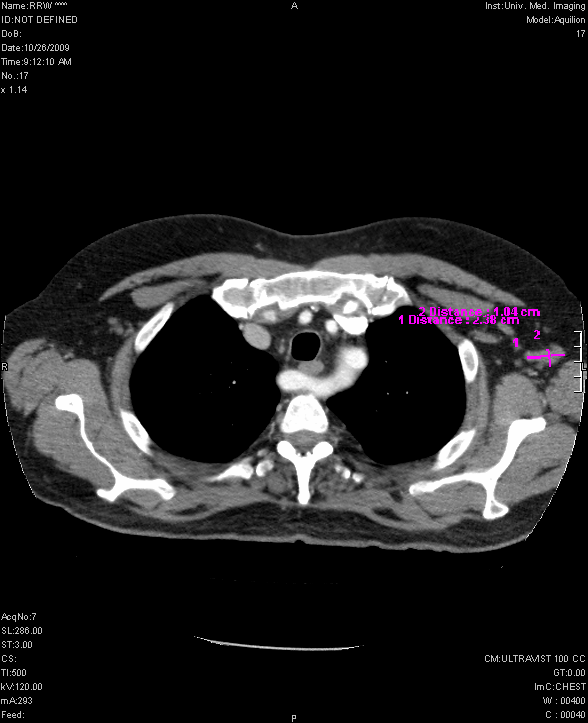 Name:RRW ****
ID:NOT DEFINED
DoB:
Date:10/26/2009
Time:9:12:10 AM
No.:17
x 1.14
A
Inst:Univ. Med. Imaging
Model:Aquilion
17
2 Distance : 1.04 cm
1 Distance : 2.38 cm
2
1
R
L
AcqNo:7
SL:286.00
ST:3.00
CS:
TI:500
kV:120.00
mA:293
Feed:
P
CM:ULTRAVIST 100 CC
GT:0.00
ImC:CHEST
W : 00400
C : 00040